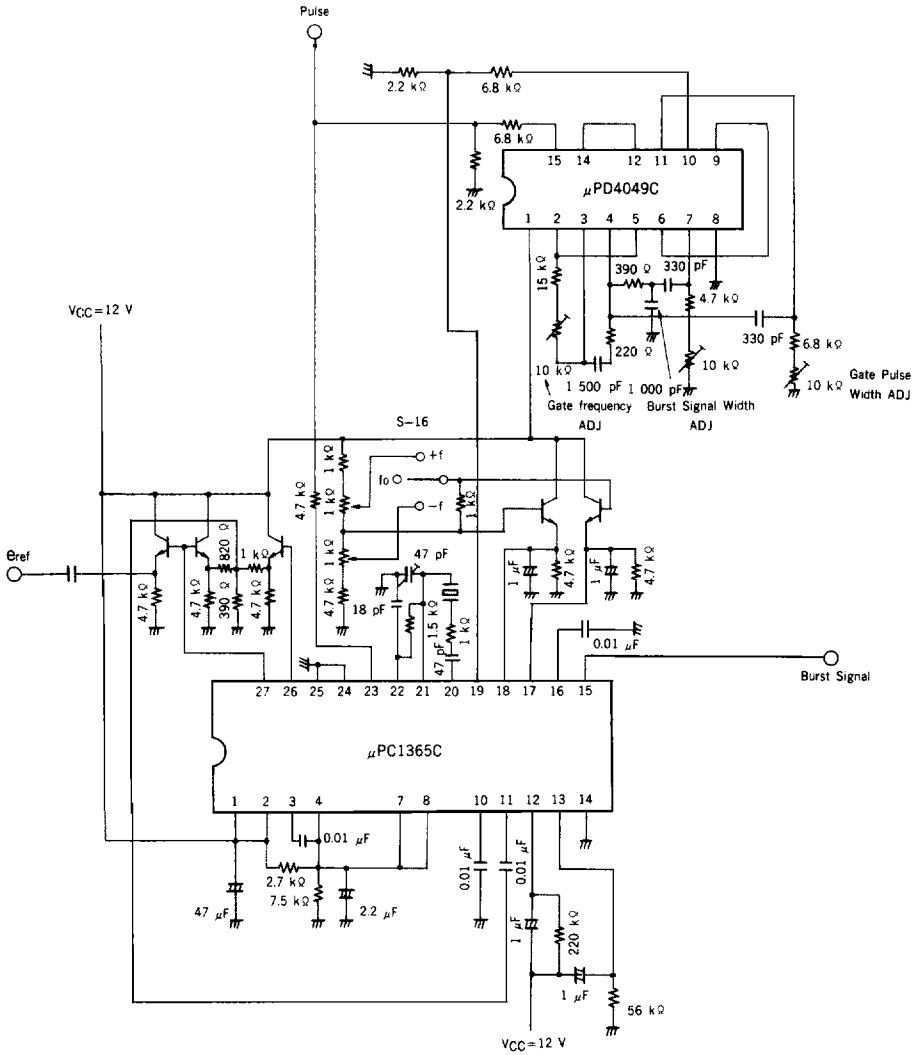 Pulse
2.2 kΩ
6.8 kΩ
6.8 kΩ
2.2 kΩ
15 14 12 11 10 9
μPD4049C
1 2 3 4 5 6 7 8
15 kΩ
390 Ω
330 pF
4.7 kΩ
VCC=12 V
330 pF
6.8 kΩ
220 Ω
10 kΩ
10 kΩ
10 kΩ
Gate Pulse
Width ADJ
1 500 pF
1 000 pF
Gate frequency
ADJ
Burst Signal Width
ADJ
S-16
1 kΩ
+f
fo
-f
4.7 kΩ
1 kΩ
1 kΩ
1 kΩ
4.7 kΩ
eref
4.7 kΩ
4.7 kΩ
820 Ω
390 Ω
1 kΩ
4.7 kΩ
47 pF
18 pF
1.5 kΩ
1 kΩ
47 pF
1 μF
4.7 kΩ
1 μF
4.7 kΩ
0.01 μF
Burst Signal
27 26 25 24 23 22 21 20 19 18 17 16 15
μPC1365C
1 2 3 4 7 8 10 11 12 13 14
0.01 μF
2.7 kΩ
7.5 kΩ
47 μF
2.2 μF
0.01 μF
0.01 μF
1 μF
220 kΩ
1 μF
56 kΩ
VCC=12 V